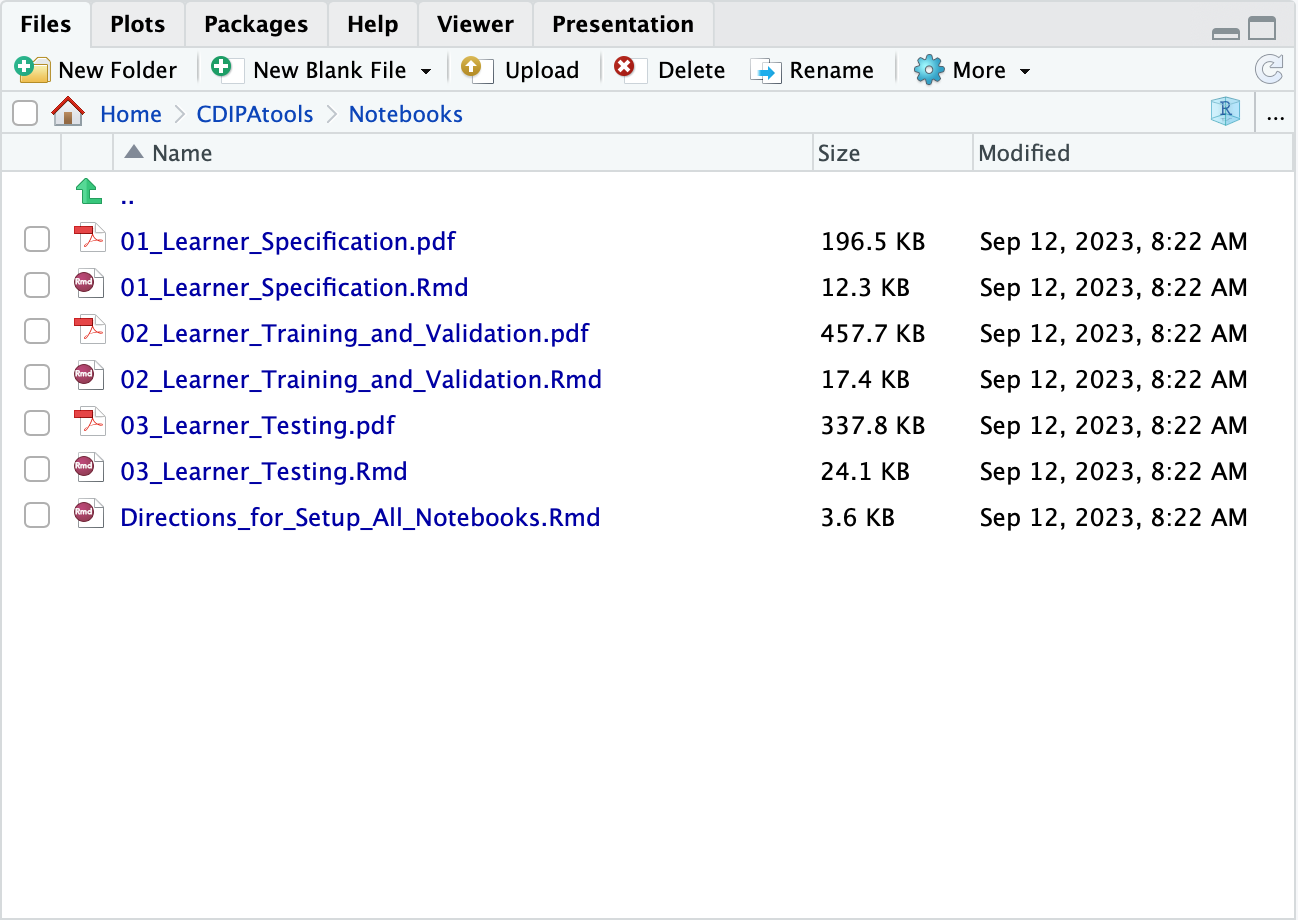 Files Plots Packages Help Viewer Presentation
New Folder New Blank File Upload Delete Rename More
Home CDIPAtools Notebooks R ...
Name Size Modified
..
01_Learner_Specification.pdf 196.5 KB Sep 12, 2023, 8:22 AM
Rmd 01_Learner_Specification.Rmd 12.3 KB Sep 12, 2023, 8:22 AM
02_Learner_Training_and_Validation.pdf 457.7 KB Sep 12, 2023, 8:22 AM
Rmd 02_Learner_Training_and_Validation.Rmd 17.4 KB Sep 12, 2023, 8:22 AM
03_Learner_Testing.pdf 337.8 KB Sep 12, 2023, 8:22 AM
Rmd 03_Learner_Testing.Rmd 24.1 KB Sep 12, 2023, 8:22 AM
Rmd Directions_for_Setup_All_Notebooks.Rmd 3.6 KB Sep 12, 2023, 8:22 AM